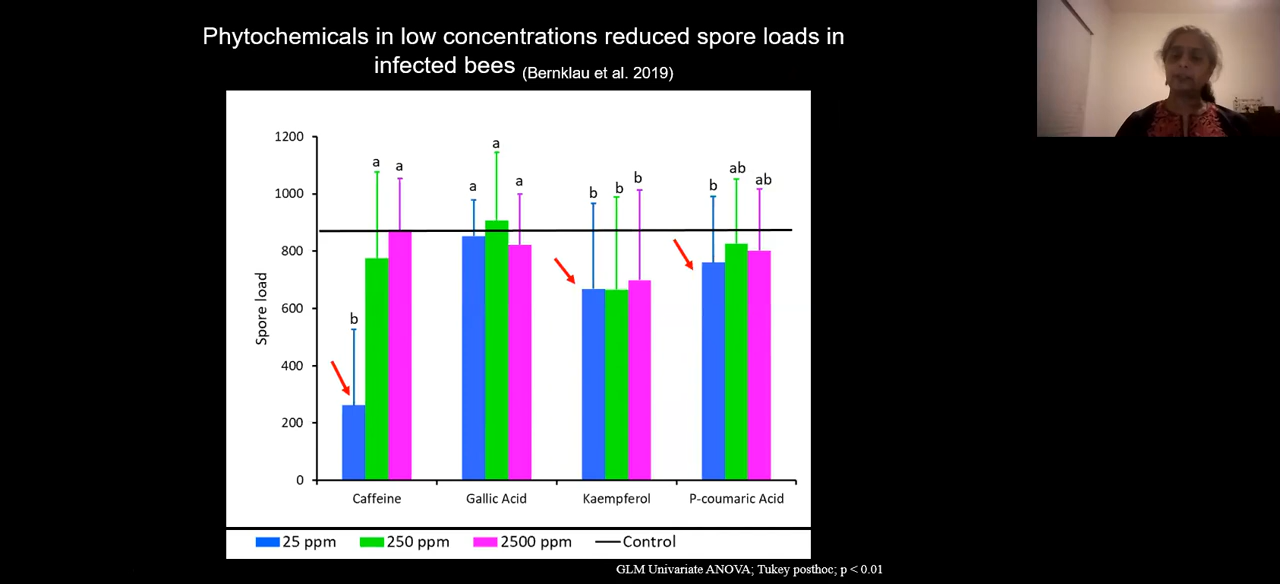 Phytochemicals in low concentrations reduced spore loads in
infected bees (Bernklau et al. 2019)
1200
1000
800
600
400
200
0
Spore load
b
a
a
a
a
a
b
b
b
b
ab
ab
Caffeine
Gallic Acid
Kaempferol
P-coumaric Acid
25 ppm
250 ppm
2500 ppm
Control
GLM Univariate ANOVA; Tukey posthoc; p < 0.01